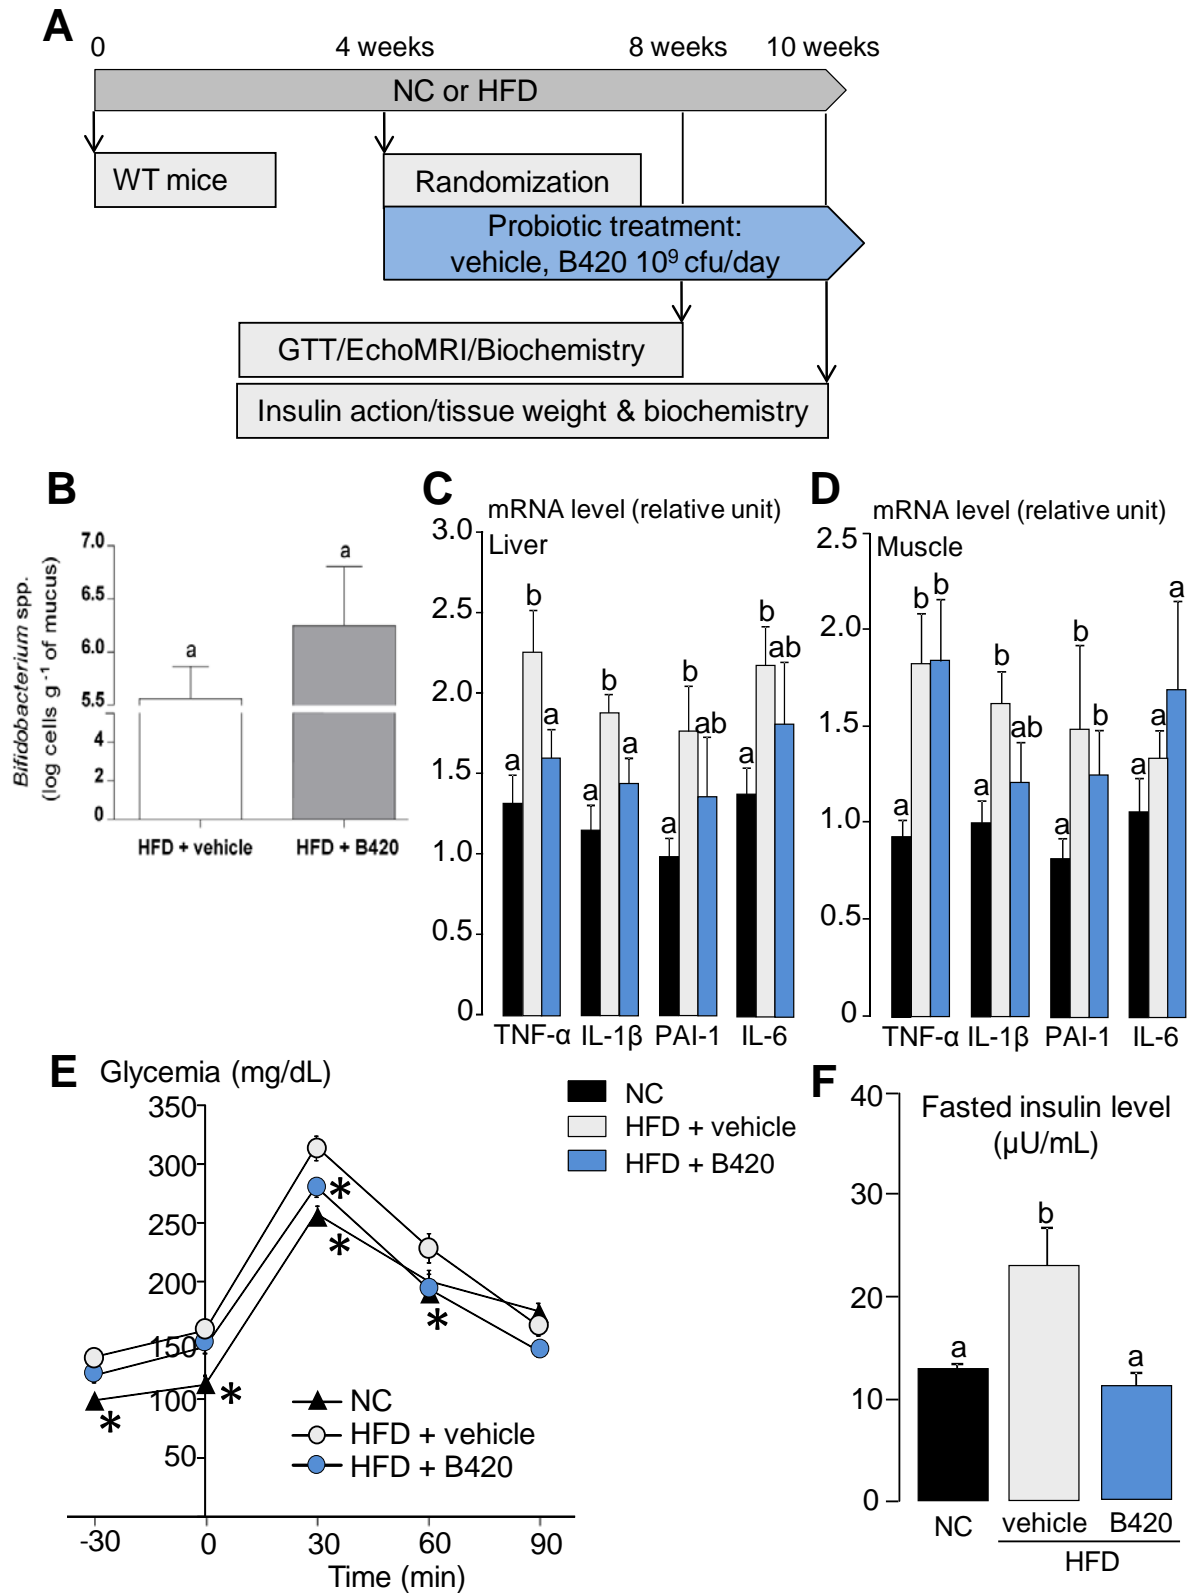 A
0 4 weeks 8 weeks 10 weeks
NC or HFD
WT mice
Randomization
Probiotic treatment:
vehicle, B420 10⁹ cfu/day
GTT/EchoMRI/Biochemistry
Insulin action/tissue weight & biochemistry
B
Bifidobacterium spp.
(log cells g⁻¹ of mucus)
7.0
6.5
6.0
5.5
4
2
0
a
a
HFD + vehicle HFD + B420
C
mRNA level (relative unit)
Liver
3.0
2.5
2.0
1.5
1.0
0.5
0
a b a
a b a
a b ab
a b ab
TNF-α IL-1β PAI-1 IL-6
D
mRNA level (relative unit)
Muscle
2.5
2.0
1.5
1.0
0.5
0
a b b
a b ab
a b b
a a a
TNF-α IL-1β PAI-1 IL-6
NC
HFD + vehicle
HFD + B420
E
Glycemia (mg/dL)
350
300
250
200
150
100
50
*
*
*
*
*
NC
HFD + vehicle
HFD + B420
-30 0 30 60 90
Time (min)
F
Fasted insulin level
(µU/mL)
40
30
20
10
0
a b a
NC vehicle B420
HFD